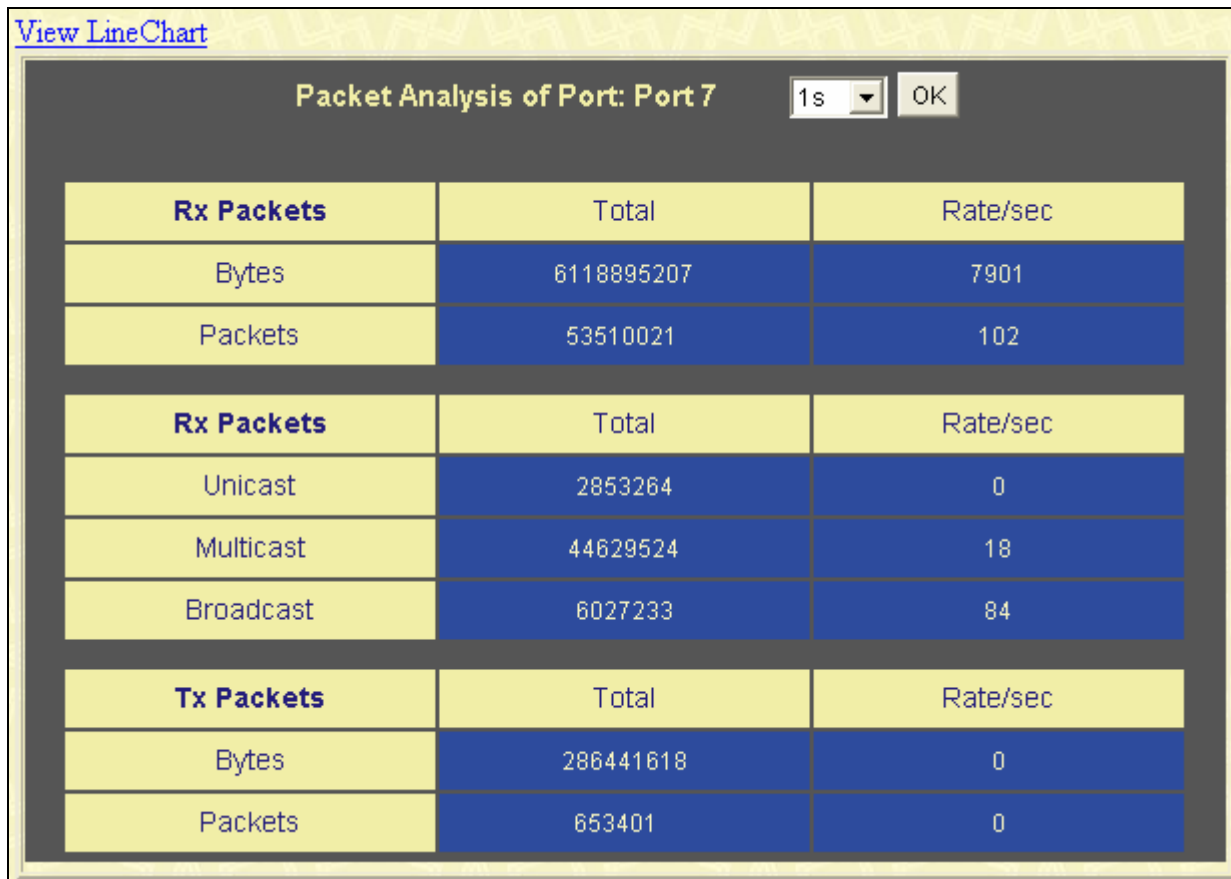 View LineChart
Packet Analysis of Port: Port 7 1s OK
Rx Packets Total Rate/sec
Bytes 6118895207 7901
Packets 53510021 102
Rx Packets Total Rate/sec
Unicast 2853264 0
Multicast 44629524 18
Broadcast 6027233 84
Tx Packets Total Rate/sec
Bytes 286441618 0
Packets 653401 0